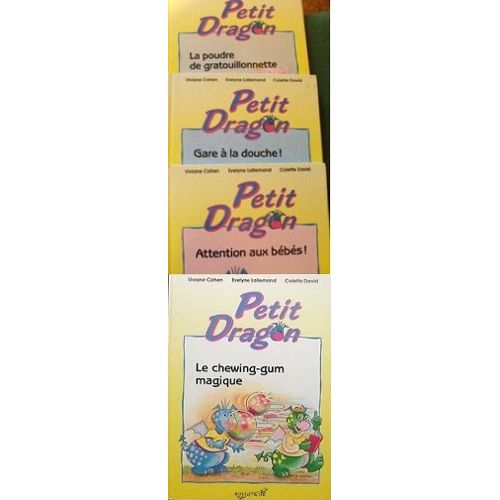 Petit
Dragon
La poudre
de gratouillonnette
Viviane Cohen Evelyne Lallemand Colette David
Petit
Dragon
Gare à la douche !
Viviane Cohen Evelyne Lallemand Colette David
Petit
Dragon
Attention aux bébés !
Viviane Cohen Evelyne Lallemand Colette David
Petit
Dragon
Le chewing-gum
magique